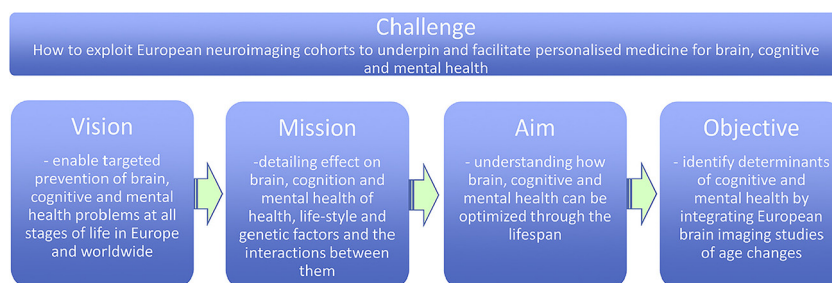 Challenge
How to exploit European neuroimaging cohorts to underpin and facilitate personalised medicine for brain, cognitive
and mental health
Vision
- enable targeted
prevention of brain,
cognitive and mental
health problems at all
stages of life in Europe
and worldwide
Mission
-detailing effect on
brain, cognition and
mental health of
health, life-style and
genetic factors and the
interactions between
them
Aim
- understanding how
brain, cognitive and
mental health can be
optimized through the
lifespan
Objective
- identify determinants
of cognitive and
mental health by
integrating European
brain imaging studies
of age changes